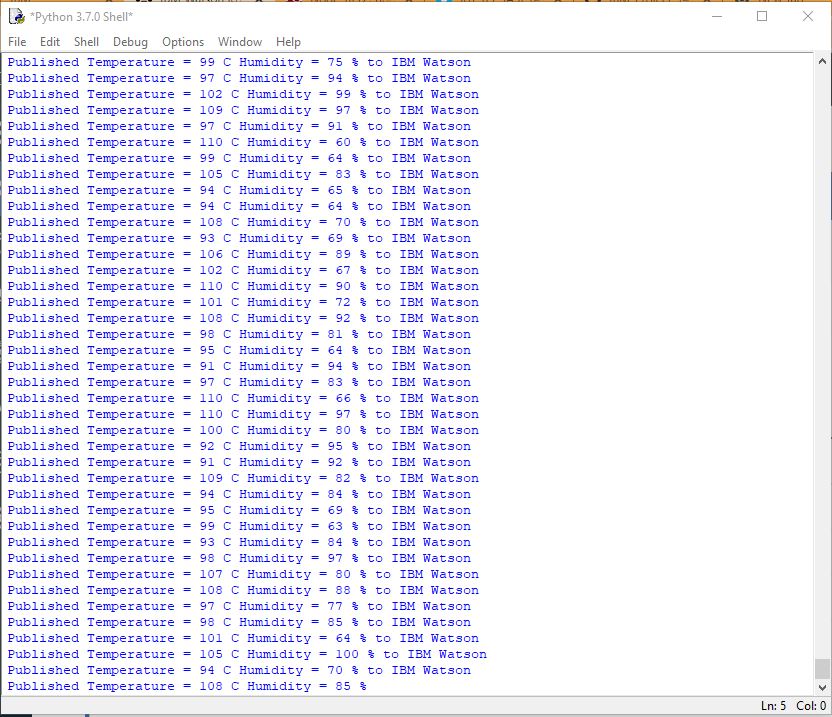 *Python 3.7.0 Shell*
File Edit Shell Debug Options Window Help
Published Temperature = 99 C Humidity = 75 % to IBM Watson
Published Temperature = 97 C Humidity = 94 % to IBM Watson
Published Temperature = 102 C Humidity = 99 % to IBM Watson
Published Temperature = 109 C Humidity = 97 % to IBM Watson
Published Temperature = 97 C Humidity = 91 % to IBM Watson
Published Temperature = 110 C Humidity = 60 % to IBM Watson
Published Temperature = 99 C Humidity = 64 % to IBM Watson
Published Temperature = 105 C Humidity = 83 % to IBM Watson
Published Temperature = 94 C Humidity = 65 % to IBM Watson
Published Temperature = 94 C Humidity = 64 % to IBM Watson
Published Temperature = 108 C Humidity = 70 % to IBM Watson
Published Temperature = 93 C Humidity = 69 % to IBM Watson
Published Temperature = 106 C Humidity = 89 % to IBM Watson
Published Temperature = 102 C Humidity = 67 % to IBM Watson
Published Temperature = 110 C Humidity = 90 % to IBM Watson
Published Temperature = 101 C Humidity = 72 % to IBM Watson
Published Temperature = 108 C Humidity = 92 % to IBM Watson
Published Temperature = 98 C Humidity = 81 % to IBM Watson
Published Temperature = 95 C Humidity = 64 % to IBM Watson
Published Temperature = 91 C Humidity = 94 % to IBM Watson
Published Temperature = 97 C Humidity = 83 % to IBM Watson
Published Temperature = 110 C Humidity = 66 % to IBM Watson
Published Temperature = 110 C Humidity = 97 % to IBM Watson
Published Temperature = 100 C Humidity = 80 % to IBM Watson
Published Temperature = 92 C Humidity = 95 % to IBM Watson
Published Temperature = 91 C Humidity = 92 % to IBM Watson
Published Temperature = 109 C Humidity = 82 % to IBM Watson
Published Temperature = 94 C Humidity = 84 % to IBM Watson
Published Temperature = 95 C Humidity = 69 % to IBM Watson
Published Temperature = 99 C Humidity = 63 % to IBM Watson
Published Temperature = 93 C Humidity = 84 % to IBM Watson
Published Temperature = 98 C Humidity = 97 % to IBM Watson
Published Temperature = 107 C Humidity = 80 % to IBM Watson
Published Temperature = 108 C Humidity = 88 % to IBM Watson
Published Temperature = 97 C Humidity = 77 % to IBM Watson
Published Temperature = 98 C Humidity = 85 % to IBM Watson
Published Temperature = 101 C Humidity = 64 % to IBM Watson
Published Temperature = 105 C Humidity = 100 % to IBM Watson
Published Temperature = 94 C Humidity = 70 % to IBM Watson
Published Temperature = 108 C Humidity = 85 %
Ln: 5 Col: 0